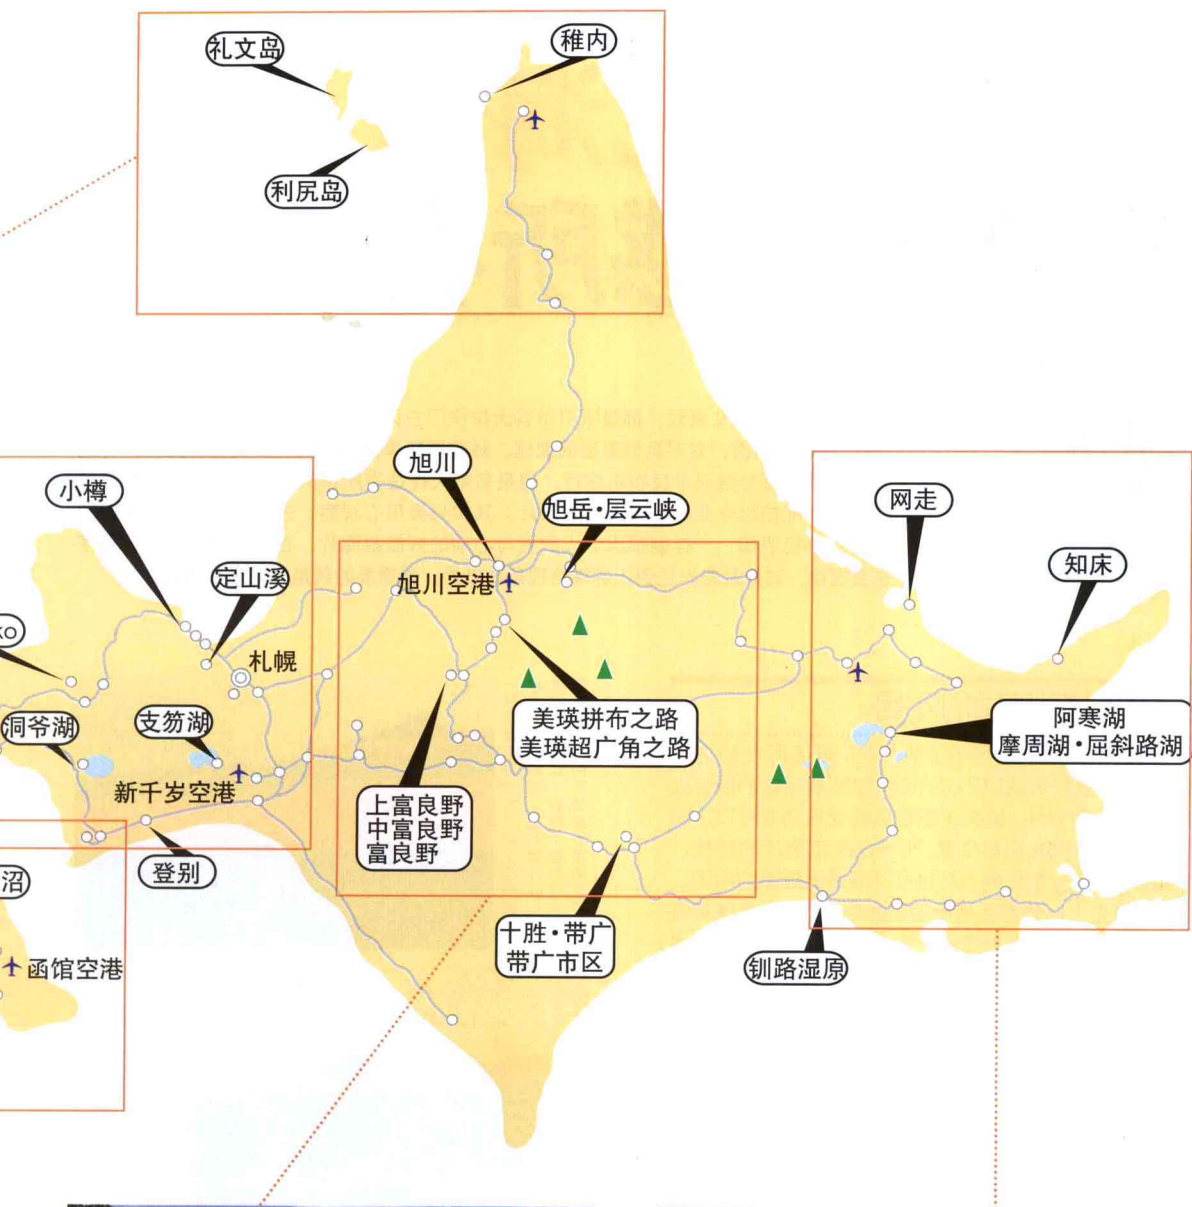 礼文岛
稚内
利尻岛
旭川
小樽
旭岳·层云峡
网走
定山溪
旭川空港
知床
ko
札幌
洞爷湖
支笏湖
美瑛拼布之路
美瑛超广角之路
阿寒湖
摩周湖·屈斜路湖
新千岁空港
上富良野
中富良野
富良野
登别
沼
十胜·带广
带广市区
函馆空港
钏路湿原